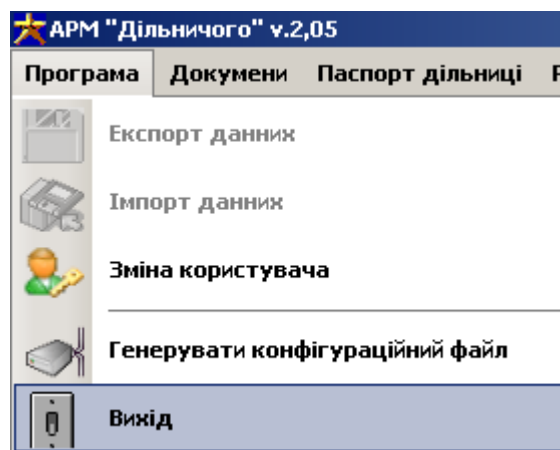 АРМ "Дільничого" v.2,05
Програма Докумени Паспорт дільниці
Експорт данних
Імпорт данних
Зміна користувача
Генерувати конфігураційний файл
Вихід